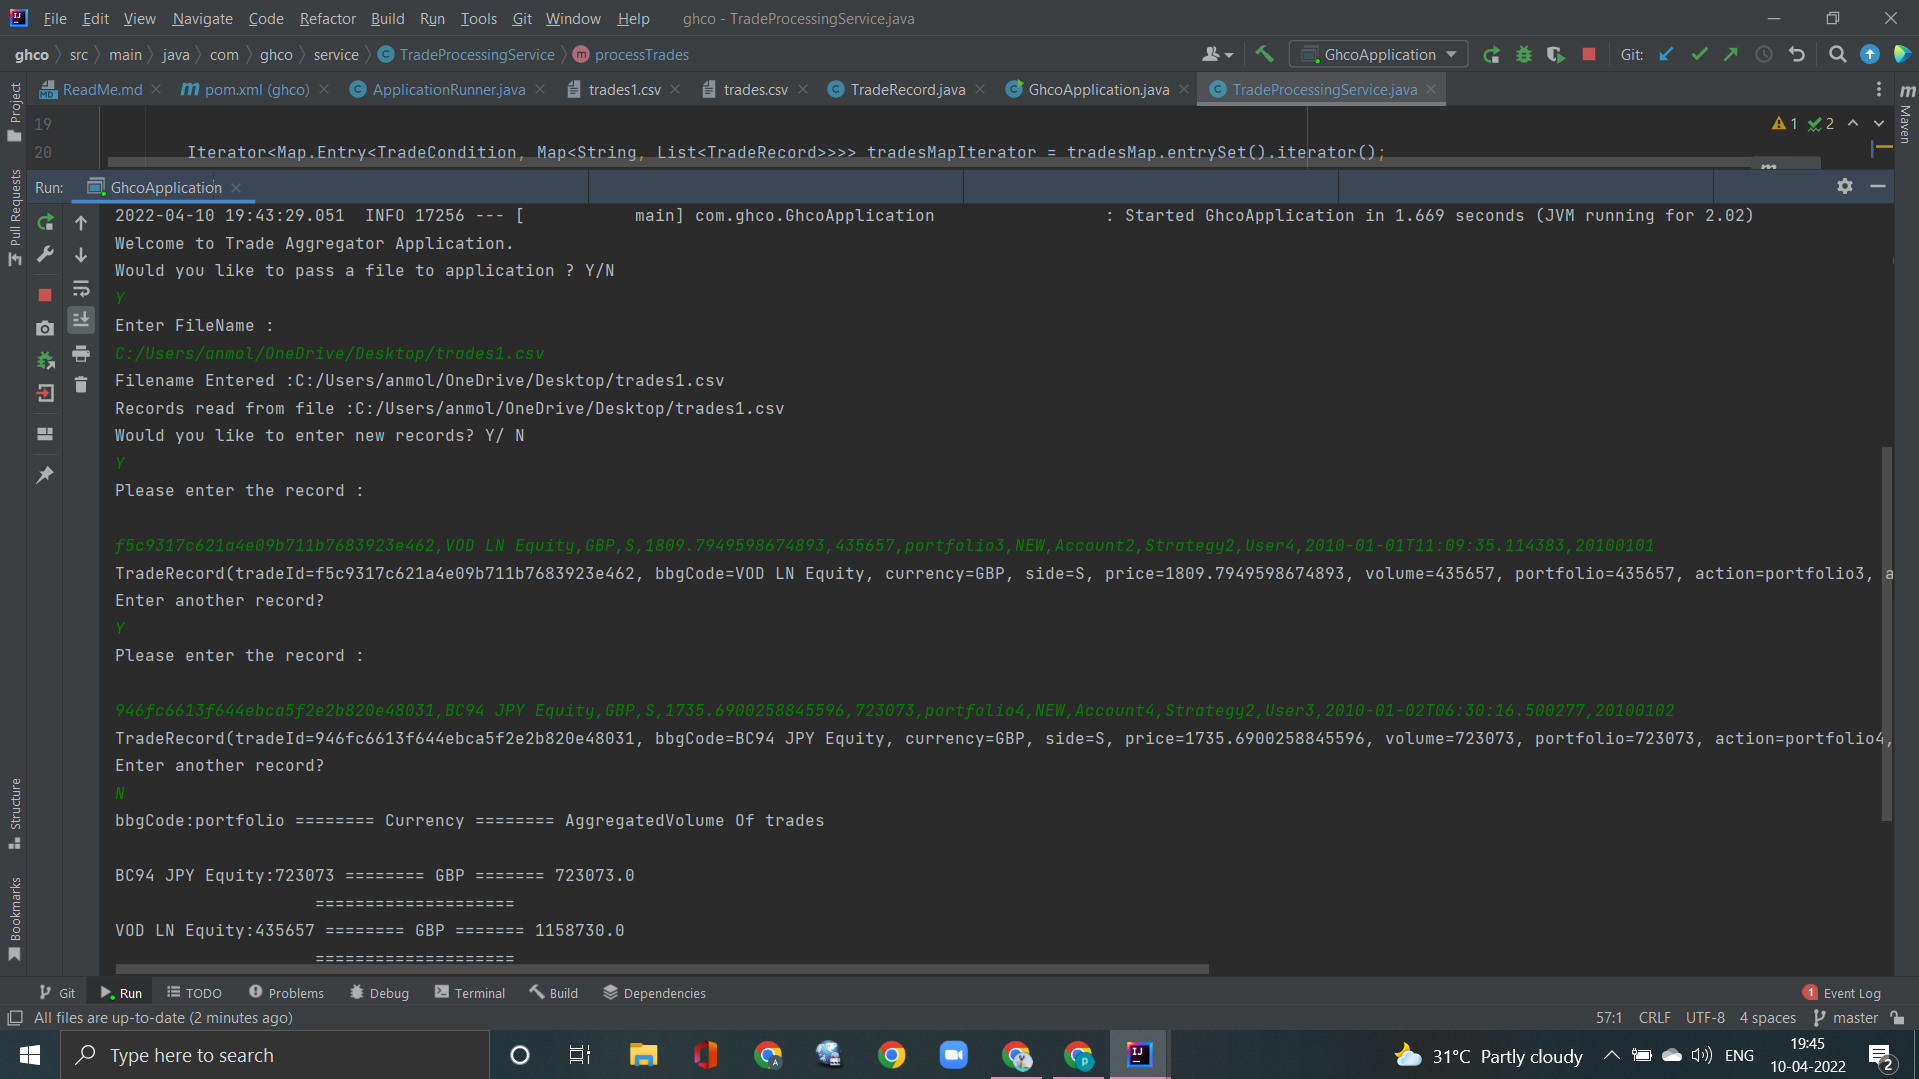 File Edit View Navigate Code Refactor Build Run Tools Git Window Help ghco - TradeProcessingService.java
ghco src main java com ghco service TradeProcessingService processTrades GhcoApplication Git:
ReadMe.md pom.xml (ghco) ApplicationRunner.java trades1.csv trades.csv TradeRecord.java GhcoApplication.java TradeProcessingService.java
Project
Pull Requests
Structure
Bookmarks
Maven
19 1 2
20 Iterator<Map.Entry<TradeCondition, Map<String, List<TradeRecord>>>> tradesMapIterator = tradesMap.entrySet().iterator();
Run: GhcoApplication
2022-04-10 19:43:29.051 INFO 17256 --- [ main] com.ghco.GhcoApplication : Started GhcoApplication in 1.669 seconds (JVM running for 2.02)
Welcome to Trade Aggregator Application.
Would you like to pass a file to application ? Y/N
Y
Enter FileName :
C:/Users/anmol/OneDrive/Desktop/trades1.csv
Filename Entered :C:/Users/anmol/OneDrive/Desktop/trades1.csv
Records read from file :C:/Users/anmol/OneDrive/Desktop/trades1.csv
Would you like to enter new records? Y/ N
Y
Please enter the record :
f5c9317c621a4e09b711b7683923e462,VOD LN Equity,GBP,S,1809.7949598674893,435657,portfolio3,NEW,Account2,Strategy2,User4,2010-01-01T11:09:35.114383,20100101
TradeRecord(tradeId=f5c9317c621a4e09b711b7683923e462, bbgCode=VOD LN Equity, currency=GBP, side=S, price=1809.7949598674893, volume=435657, portfolio=435657, action=portfolio3, a
Enter another record?
Y
Please enter the record :
946fc6613f644ebca5f2e2b820e48031,BC94 JPY Equity,GBP,S,1735.6900258845596,723073,portfolio4,NEW,Account4,Strategy2,User3,2010-01-02T06:30:16.500277,20100102
TradeRecord(tradeId=946fc6613f644ebca5f2e2b820e48031, bbgCode=BC94 JPY Equity, currency=GBP, side=S, price=1735.6900258845596, volume=723073, portfolio=723073, action=portfolio4,
Enter another record?
N
bbgCode:portfolio ======== Currency ======== AggregatedVolume Of trades
BC94 JPY Equity:723073 ======== GBP ======= 723073.0
====================
VOD LN Equity:435657 ======== GBP ======= 1158730.0
====================
Git Run TODO Problems Debug Terminal Build Dependencies 1 Event Log
All files are up-to-date (2 minutes ago) 57:1 CRLF UTF-8 4 spaces master
Type here to search 31°C Partly cloudy ENG 19:45
10-04-2022 2